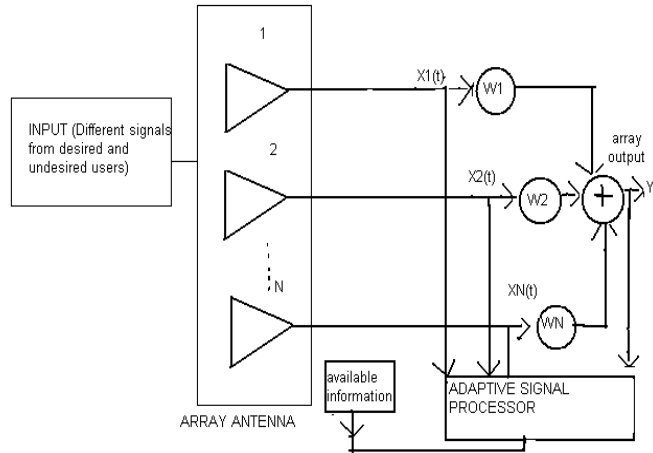 1
X1(t)
W1
INPUT (Different signals
from desired and
undesired users)
2
array
output
X2(t)
W2
+
Y
N
XN(t)
WN
available
information
ADAPTIVE SIGNAL
PROCESSOR
ARRAY ANTENNA